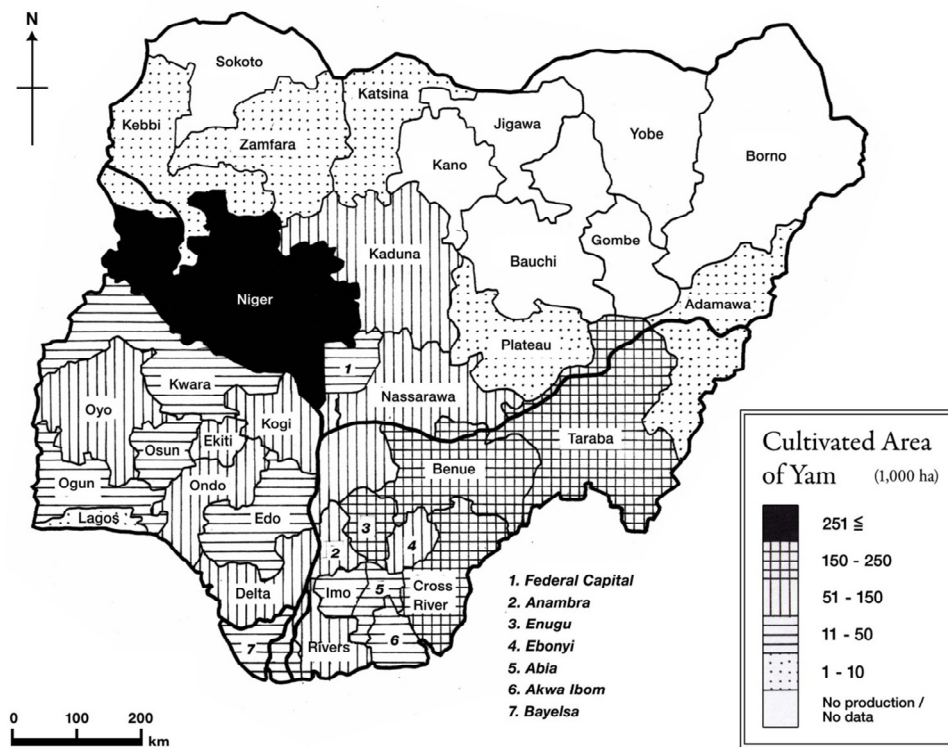 N
Sokoto
Katsina
Kebbi
Zamfara
Jigawa
Yobe
Borno
Kano
Gombe
Bauchi
Kaduna
Niger
Adamawa
Plateau
1
Kwara
Nassarawa
Oyo
Kogi
Taraba
Ekiti
Osun
Benue
Ogun
Ondo
Lagos
Edo
3
4
2
Delta
Imo
5
Cross
River
7
Rivers
6
1. Federal Capital
2. Anambra
3. Enugu
4. Ebonyi
5. Abia
6. Akwa Ibom
7. Bayelsa
Cultivated Area
of Yam (1,000 ha)
251 ≦
150 - 250
51 - 150
11 - 50
1 - 10
No production /
No data
0 100 200
km